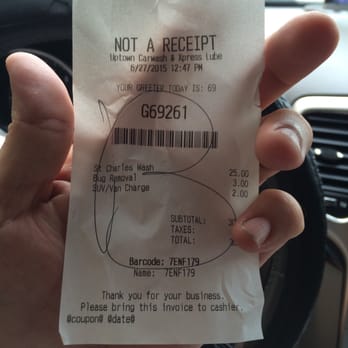 NOT A RECEIPT
Uptown Carwash & Xpress Lube
6/27/2015 12:47 PM
YOUR GREETER TODAY IS: 69
G69261
St Charles Wash 25.00
Bug Removal 3.00
SUV/Van Charge 2.00
SUBTOTAL:
TAXES:
TOTAL:
Barcode: 7ENF179
Name: 7ENF179
Thank you for your business.
Please bring this invoice to cashier.
@coupon@ @date@